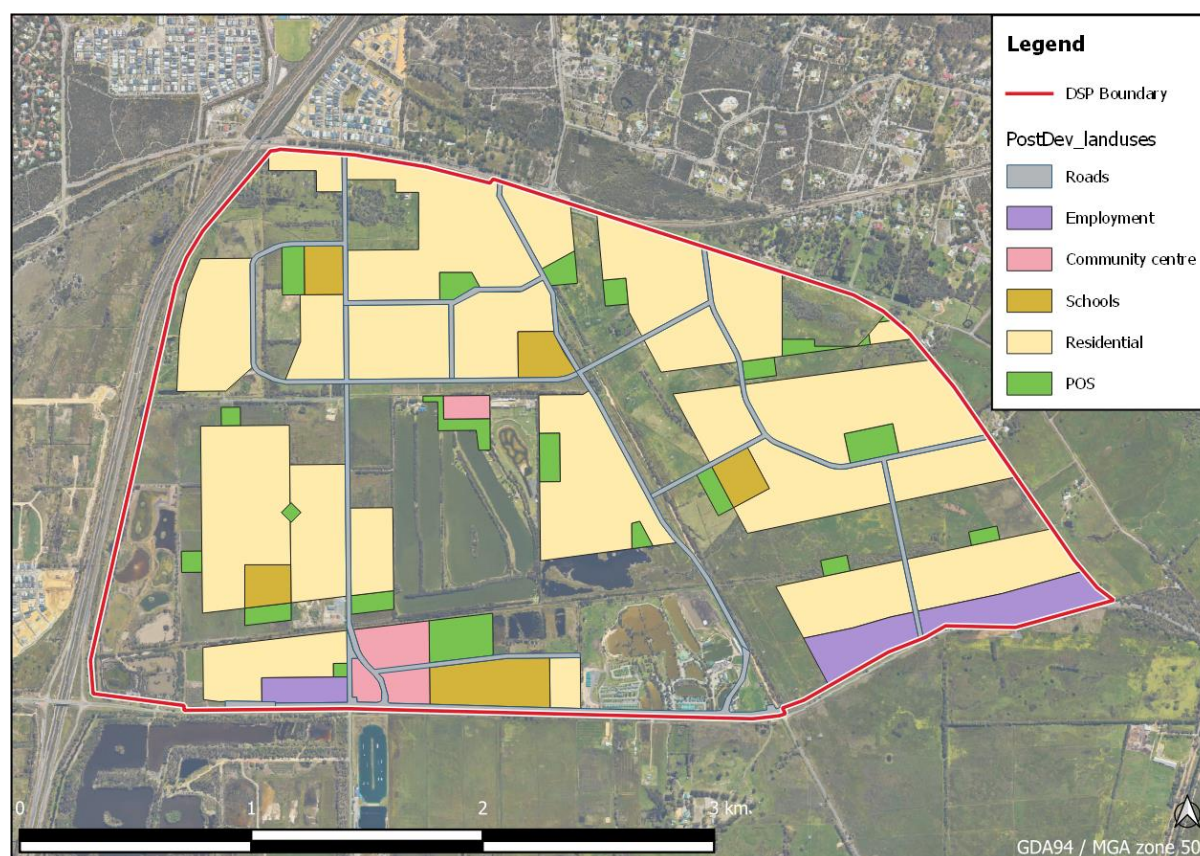 Legend
DSP Boundary
PostDev_landuses
Roads
Employment
Community centre
Schools
Residential
POS
0 1 2 3 km.
GDA94 / MGA zone 50